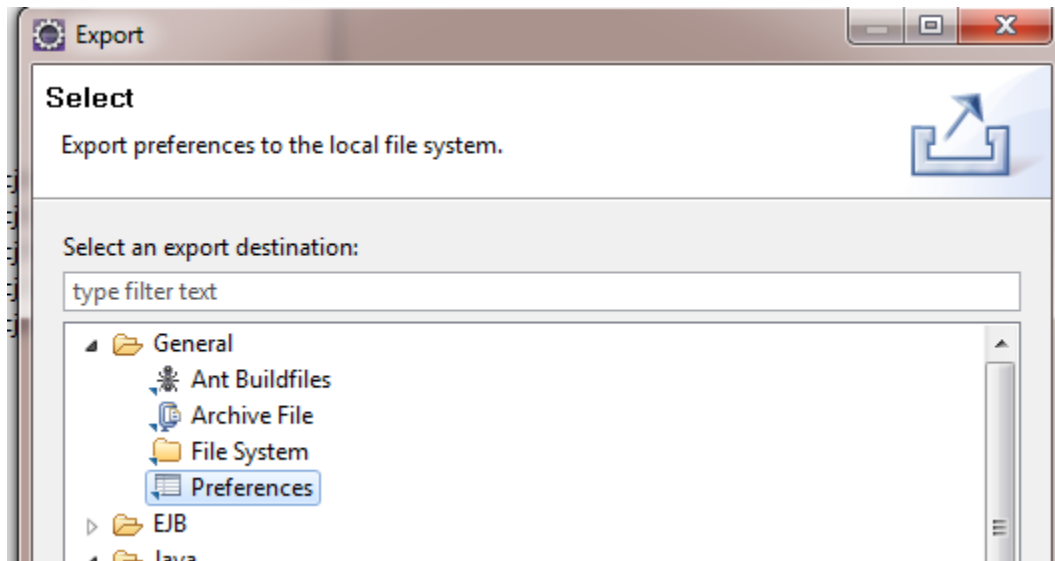 Export
Select
Export preferences to the local file system.
Select an export destination:
type filter text
General
Ant Buildfiles
Archive File
File System
Preferences
EJB
Java